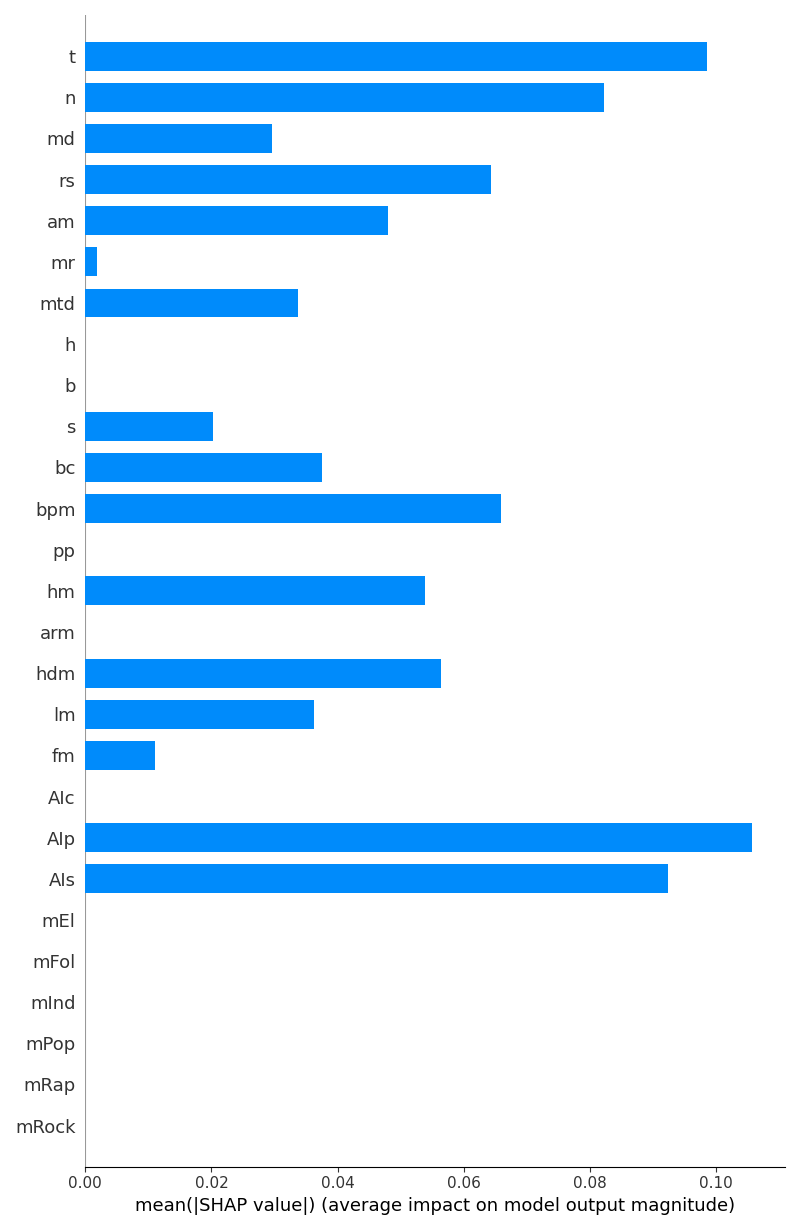 t
n
md
rs
am
mr
mtd
h
b
s
bc
bpm
pp
hm
arm
hdm
lm
fm
AIc
AIp
AIs
mEl
mFol
mInd
mPop
mRap
mRock
0.00 0.02 0.04 0.06 0.08 0.10
mean(|SHAP value|) (average impact on model output magnitude)